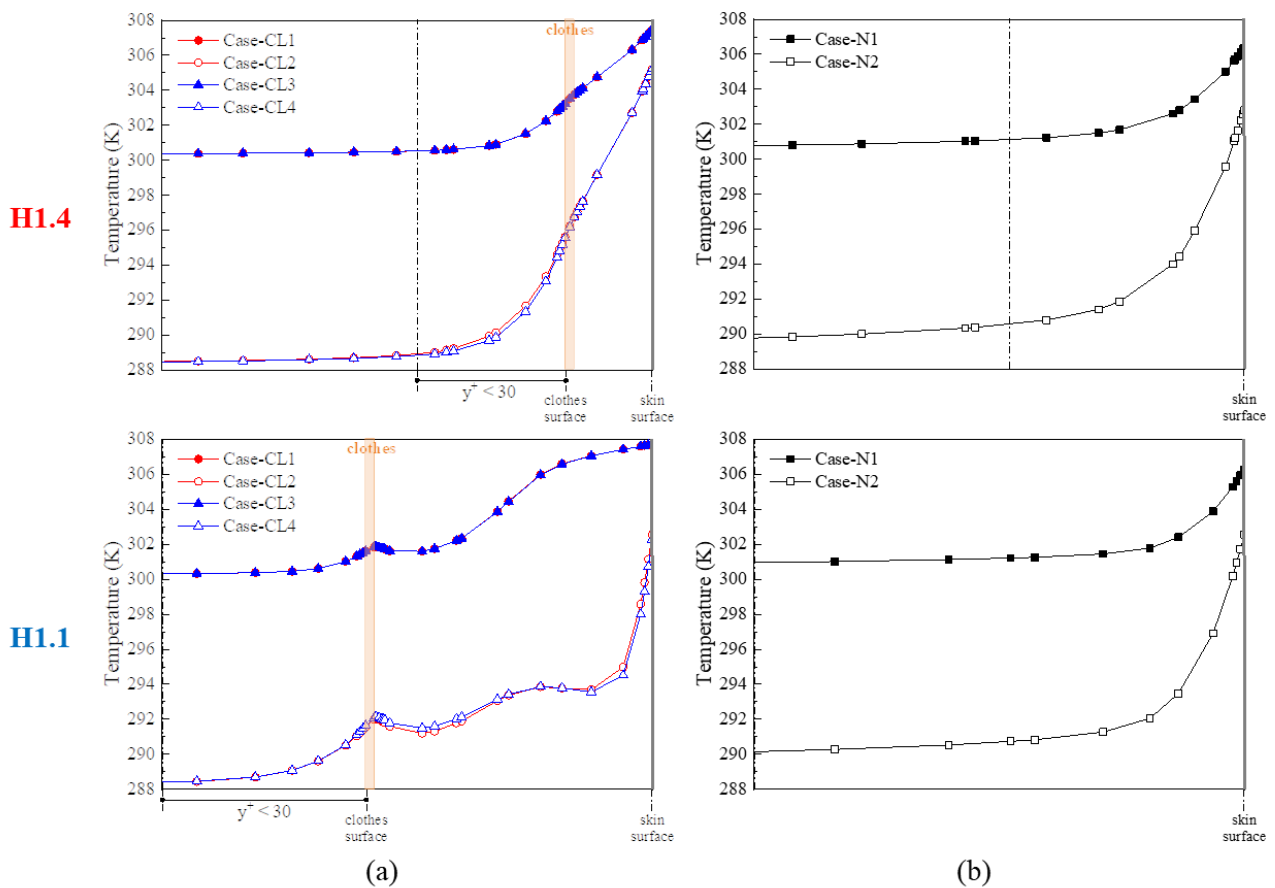 308
306
304
302
300
298
296
294
292
290
288
Temperature (K)
clothes
Case-CL1
Case-CL2
Case-CL3
Case-CL4
y⁺ < 30
clothes
surface
skin
surface
308
306
304
302
300
298
296
294
292
290
288
Temperature (K)
Case-N1
Case-N2
skin
surface
H1.4
308
306
304
302
300
298
296
294
292
290
288
Temperature (K)
clothes
Case-CL1
Case-CL2
Case-CL3
Case-CL4
y⁺ < 30
clothes
surface
skin
surface
308
306
304
302
300
298
296
294
292
290
288
Temperature (K)
Case-N1
Case-N2
skin
surface
H1.1
(a)
(b)